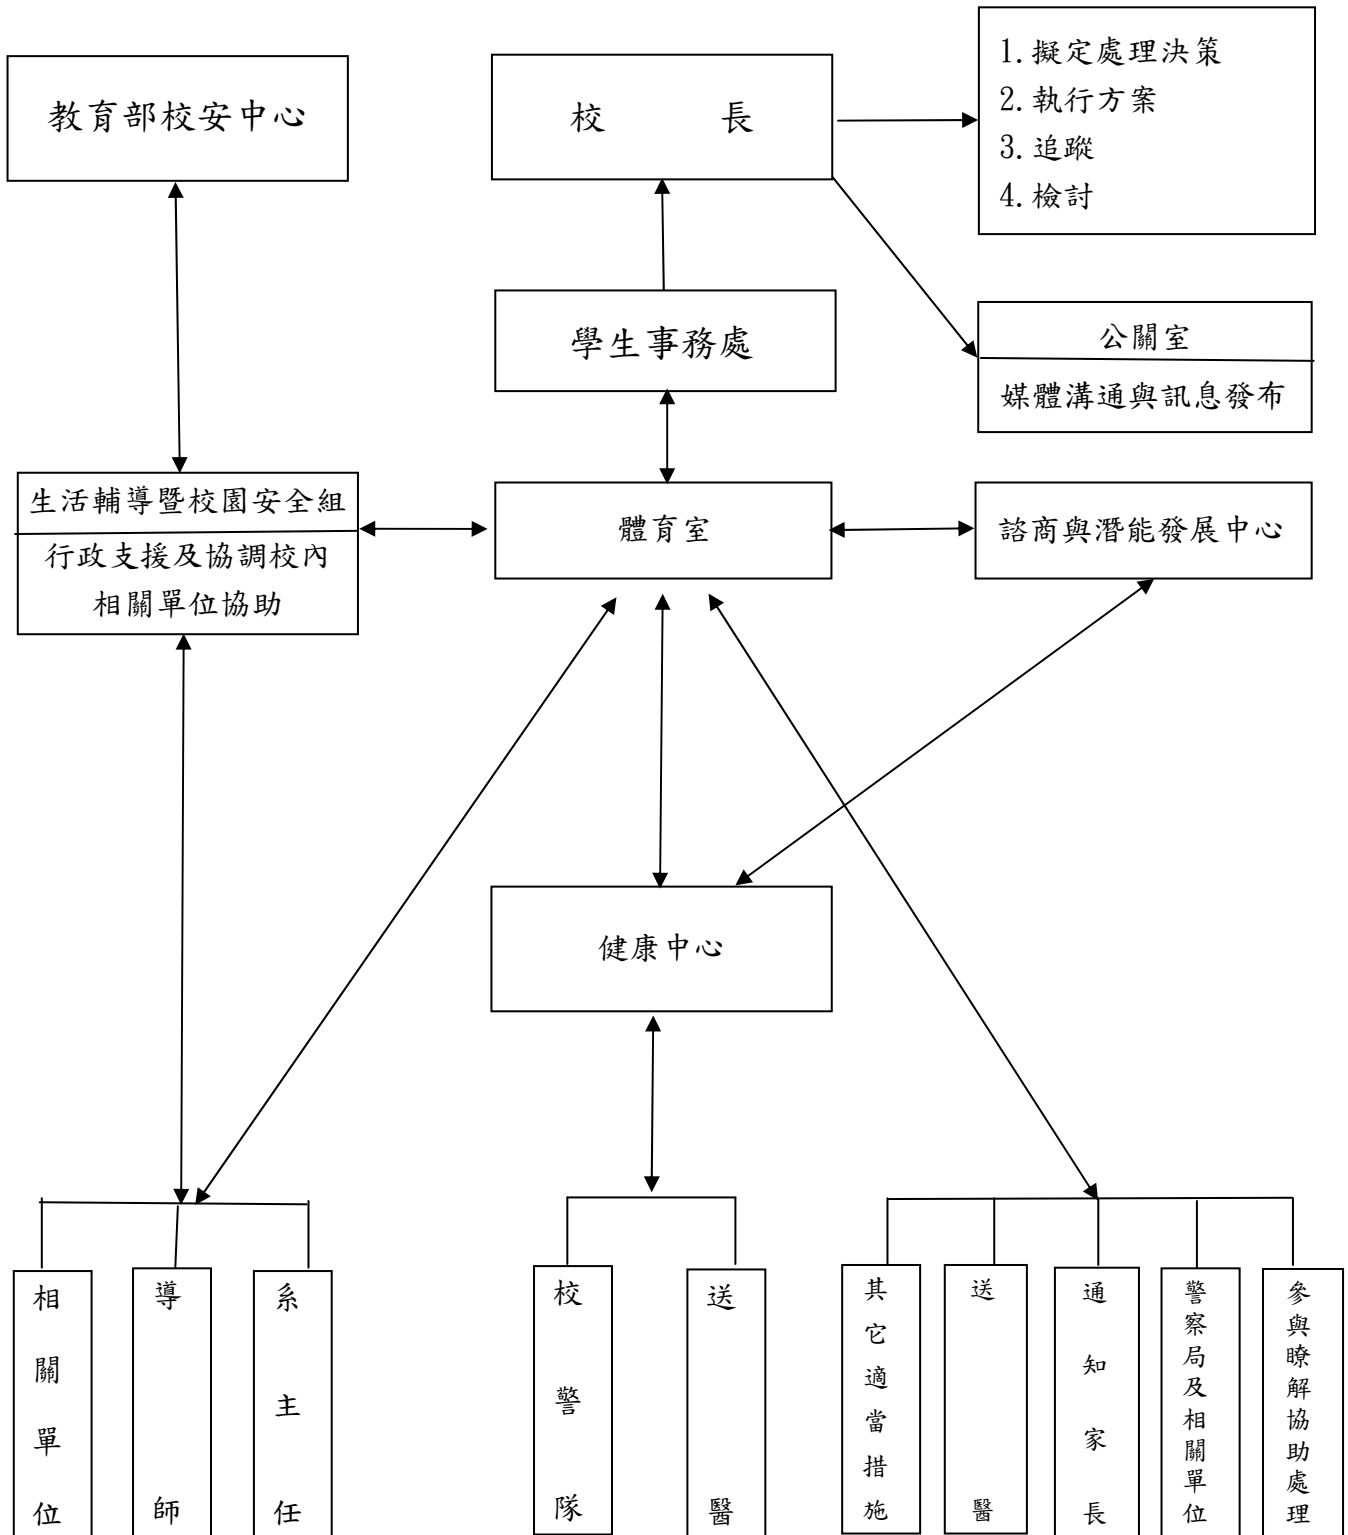 教育部校安中心
校 長
1.擬定處理決策
2.執行方案
3.追蹤
4.檢討
學生事務處
公關室
媒體溝通與訊息發布
生活輔導暨校園安全組
行政支援及協調校內
相關單位協助
體育室
諮商與潛能發展中心
健康中心
相關單位
導師
系主任
校警隊
送醫
其它適當措施
送醫
通知家長
警察局及相關單位
參與瞭解協助處理